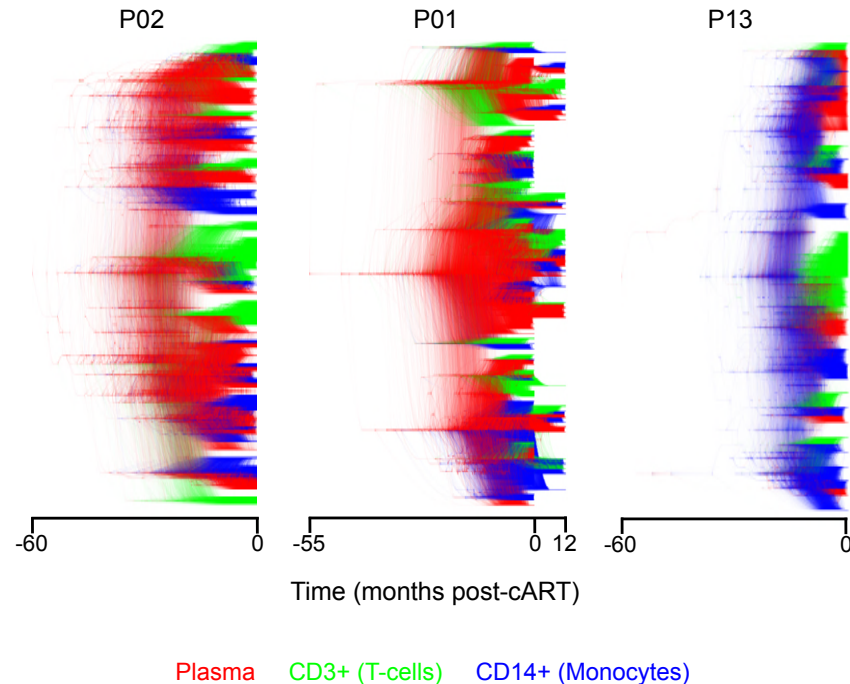 P02 P01 P13
-60 0 -55 0 12 -60 0
Time (months post-cART)
Plasma CD3+ (T-cells) CD14+ (Monocytes)